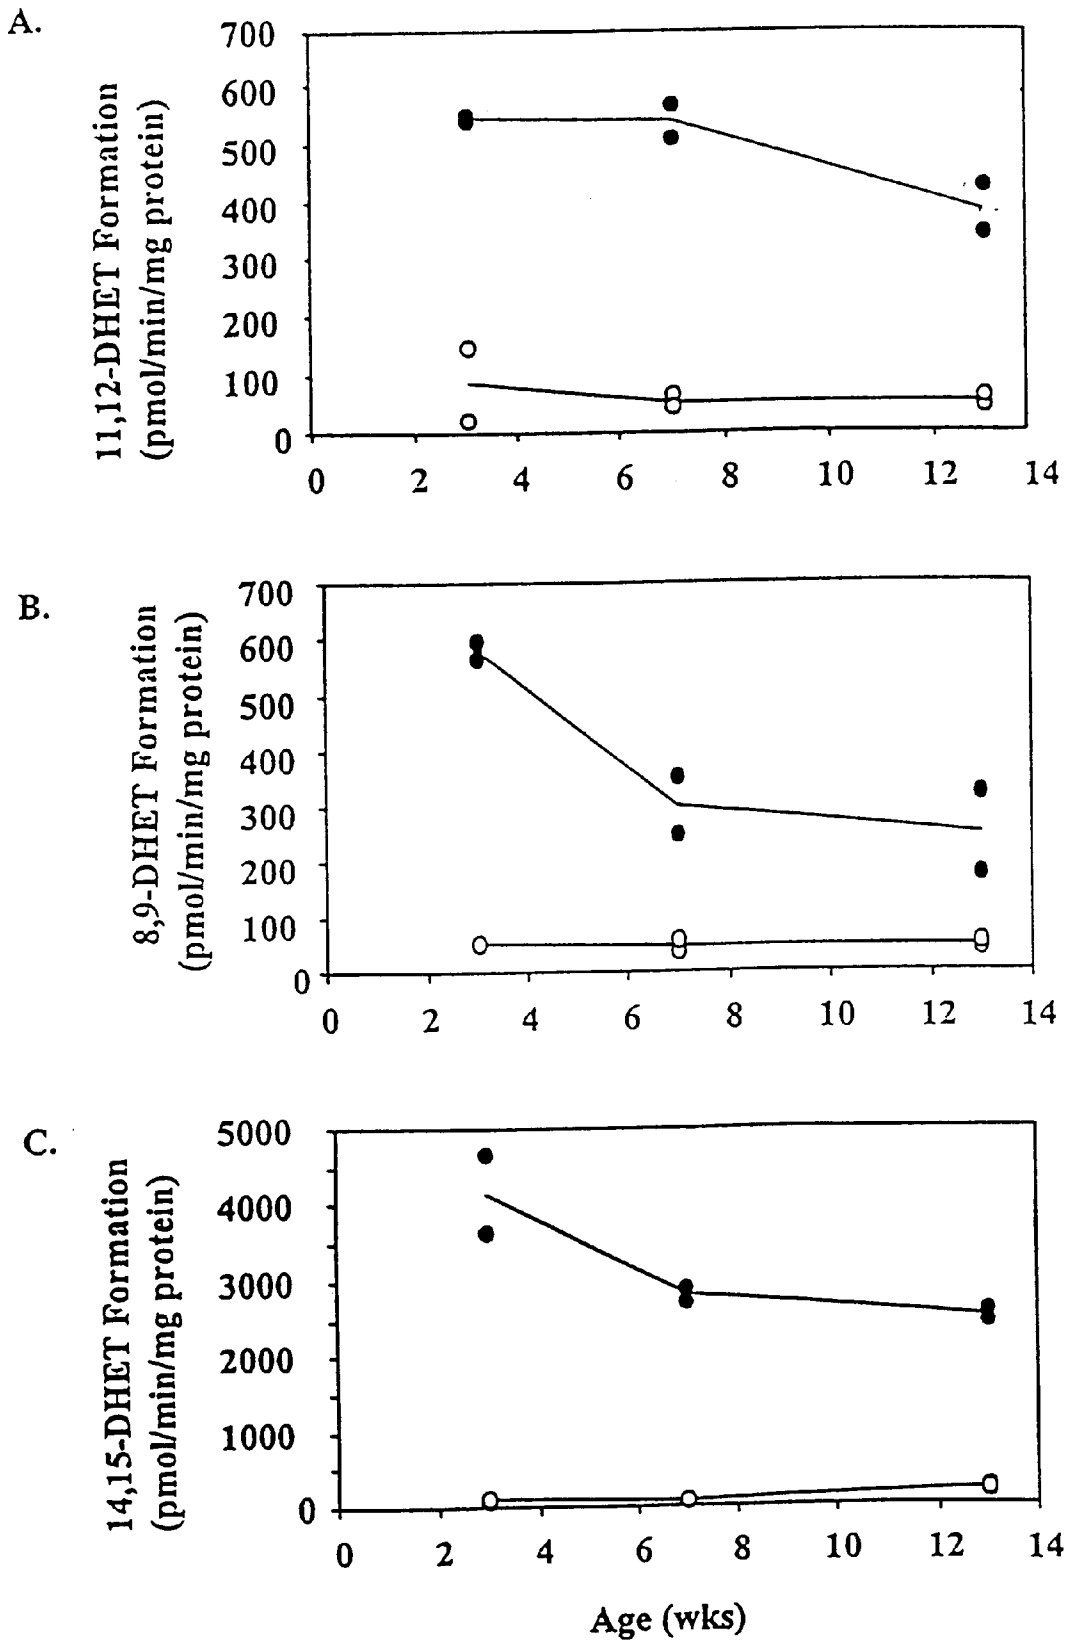 A.
11,12-DHET Formation
(pmol/min/mg protein)
700
600
500
400
300
200
100
0
0 2 4 6 8 10 12 14
B.
8,9-DHET Formation
(pmol/min/mg protein)
700
600
500
400
300
200
100
0
0 2 4 6 8 10 12 14
C.
14,15-DHET Formation
(pmol/min/mg protein)
5000
4000
3000
2000
1000
0
0 2 4 6 8 10 12 14
Age (wks)